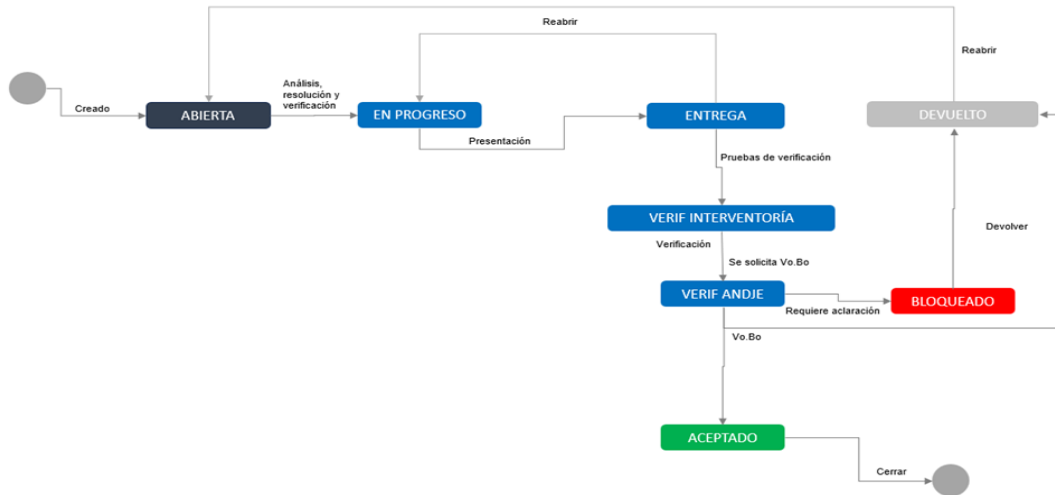 Reabrir
Reabrir
Creado
Análisis,
resolución y
verificación
ABIERTA
EN PROGRESO
ENTREGA
DEVUELTO
Presentación
Pruebas de verificación
VERIF INTERVENTORÍA
Devolver
Verificación
Se solicita Vo.Bo
VERIF ANDJE
BLOQUEADO
Requiere aclaración
Vo.Bo
ACEPTADO
Cerrar